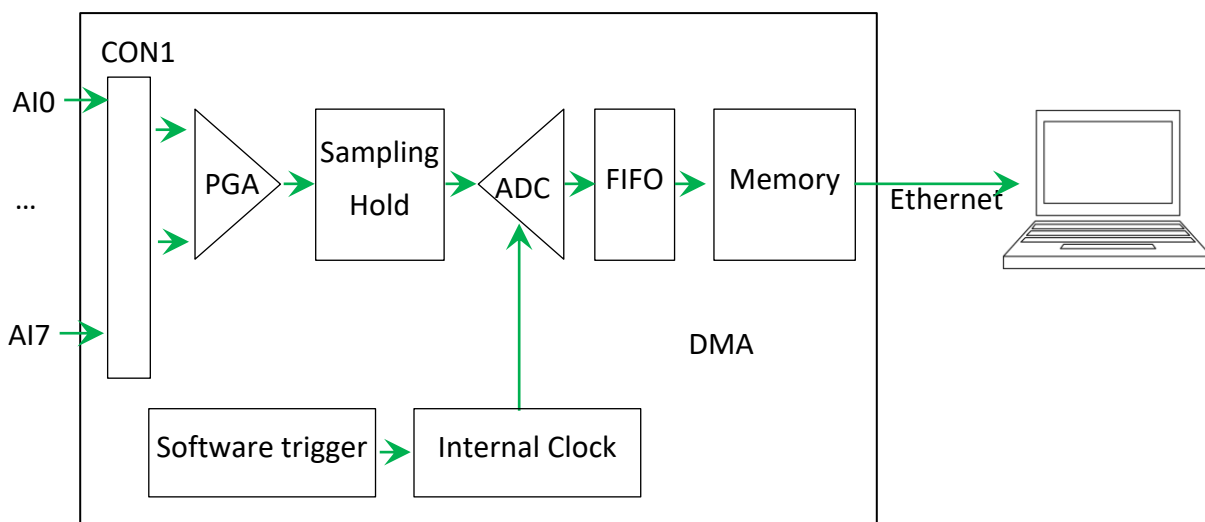 CON1
AI0
...
AI7
PGA
Sampling
Hold
ADC
FIFO
Memory
Ethernet
DMA
Software trigger
Internal Clock